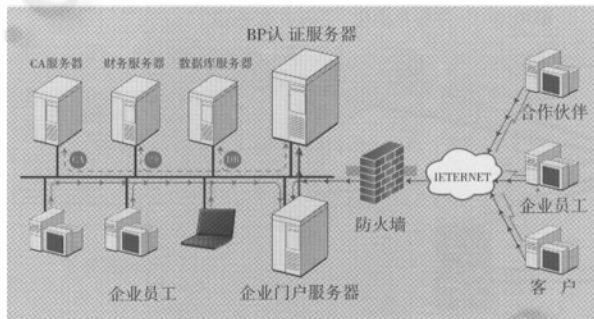 BP认 证服务器
CA服务器 财务服务器 数据库服务器
合作伙伴
CA
DB
IETERNET
企业员工
防火墙
企业员工 企业门户服务器
客 户